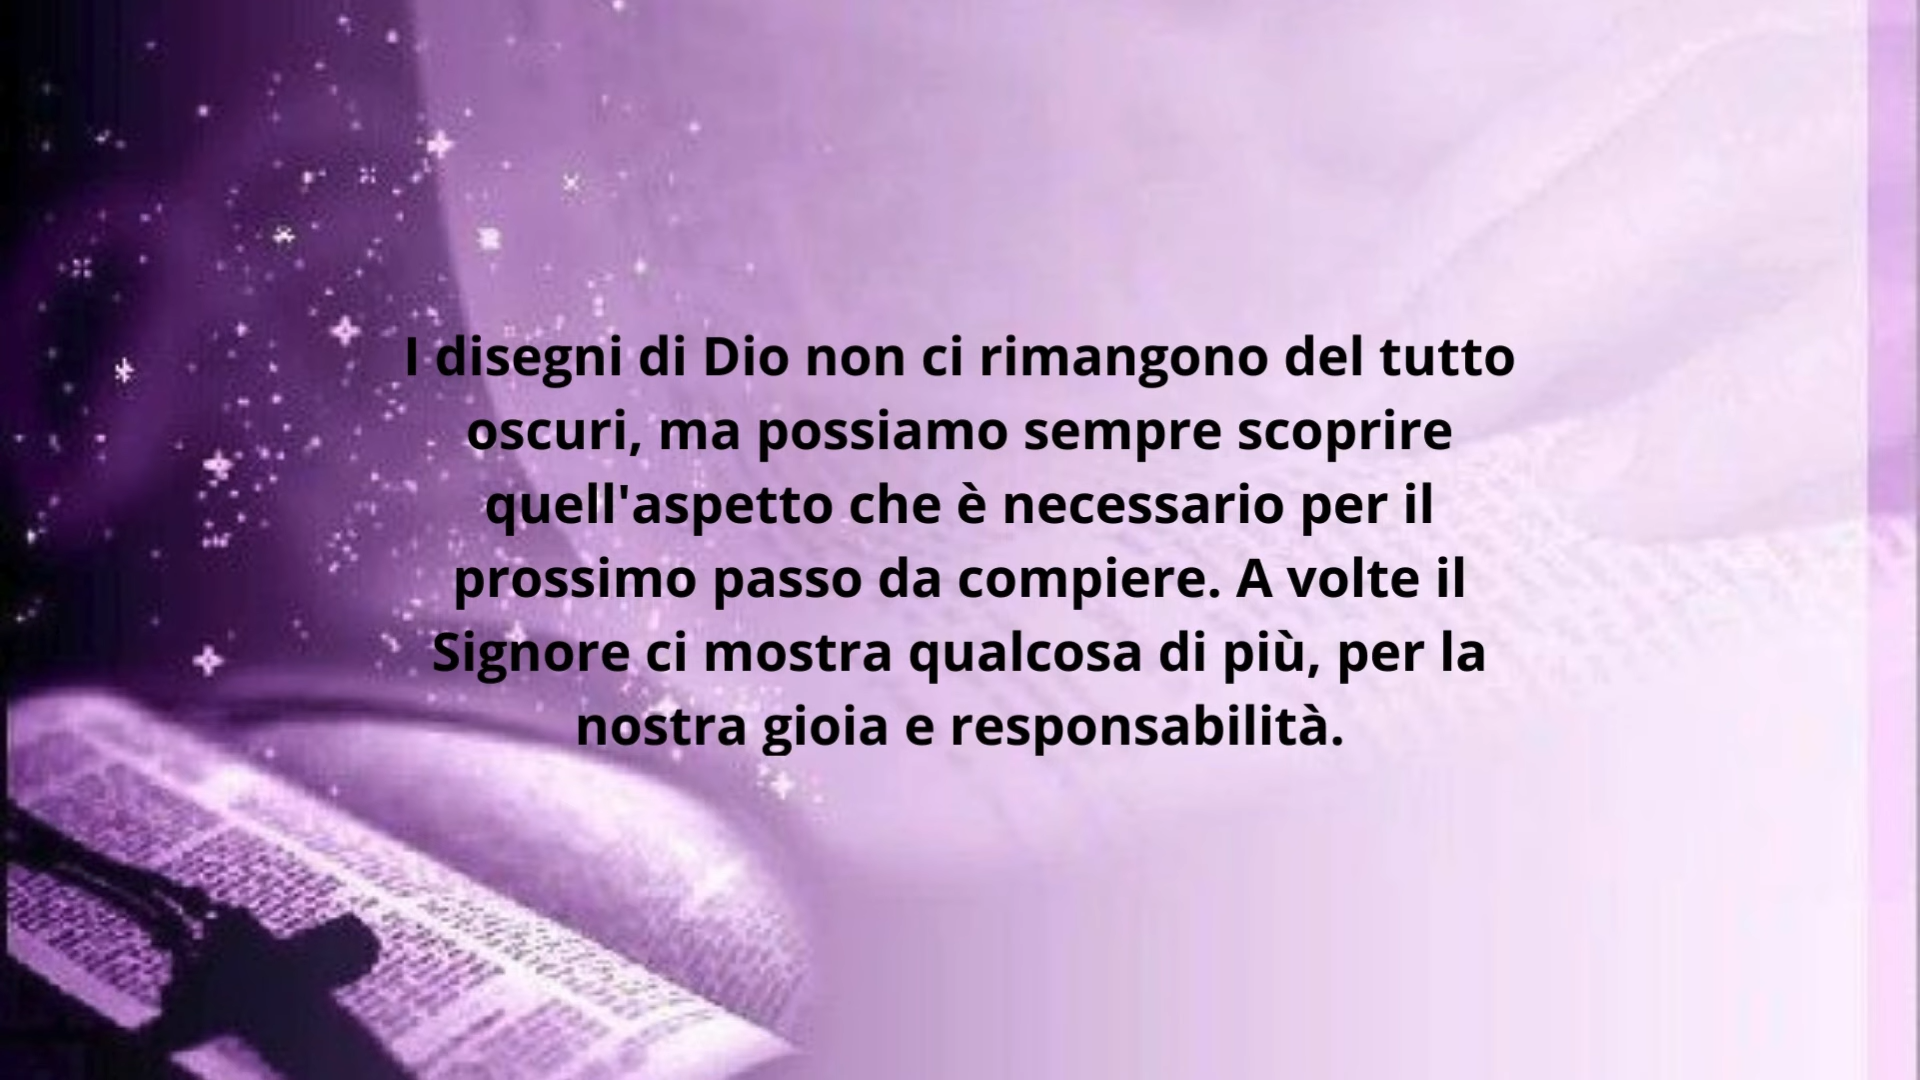 I disegni di Dio non ci rimangono del tutto
oscuri, ma possiamo sempre scoprire
quell'aspetto che è necessario per il
prossimo passo da compiere. A volte il
Signore ci mostra qualcosa di più, per la
nostra gioia e responsabilità.